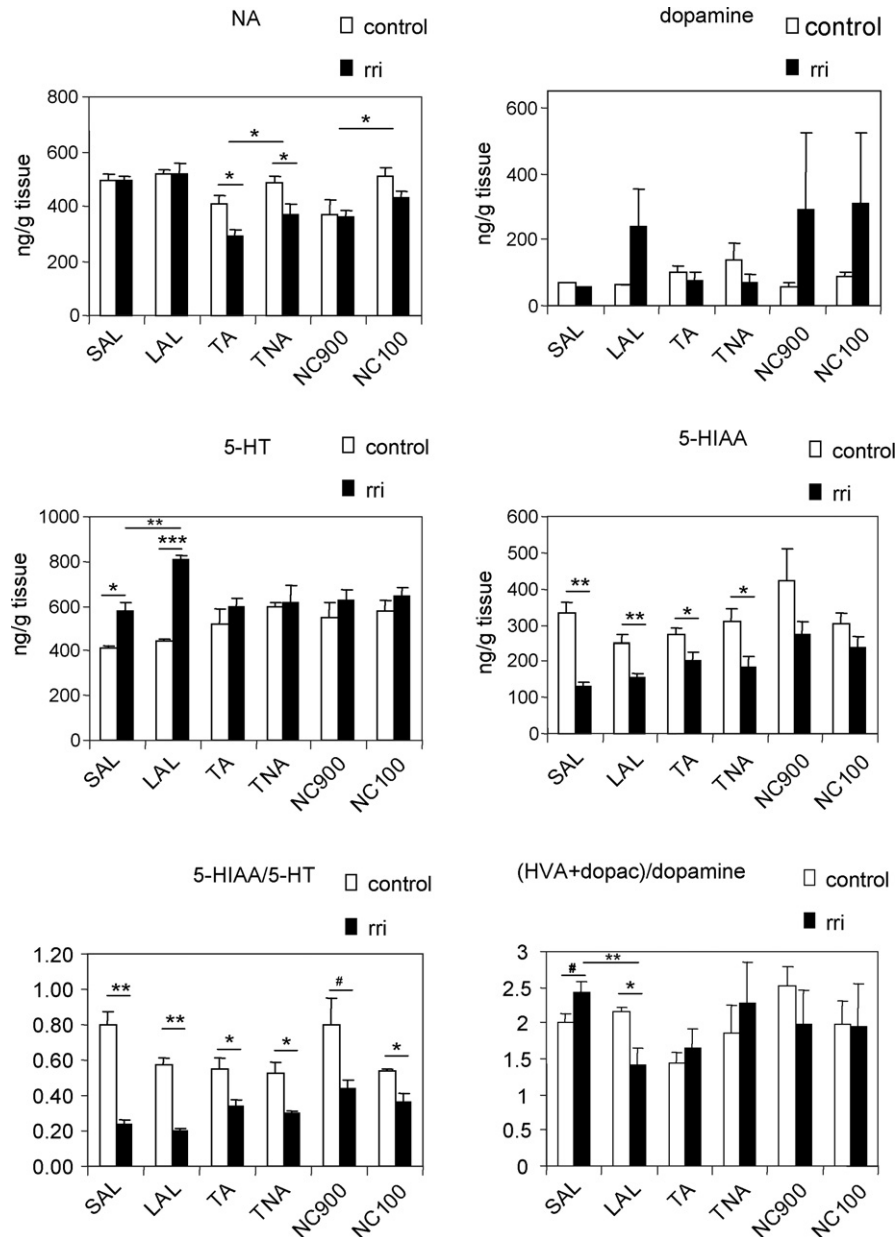 NA
control
rri
ng/g tissue
800
600
400
200
0
*
*
*
*
SAL
LAL
TA
TNA
NC900
NC100
dopamine
control
rri
ng/g tissue
600
400
200
0
SAL
LAL
TA
TNA
NC900
NC100
5-HT
control
rri
ng/g tissue
1000
800
600
400
200
0
**
***
*
SAL
LAL
TA
TNA
NC900
NC100
5-HIAA
control
rri
ng/g tissue
600
500
400
300
200
100
0
**
**
*
*
SAL
LAL
TA
TNA
NC900
NC100
5-HIAA/5-HT
control
rri
1.20
1.00
0.80
0.60
0.40
0.20
0.00
**
**
*
*
#
*
SAL
LAL
TA
TNA
NC900
NC100
(HVA+dopac)/dopamine
control
rri
3
2.5
2
1.5
1
0.5
0
#
**
*
SAL
LAL
TA
TNA
NC900
NC100